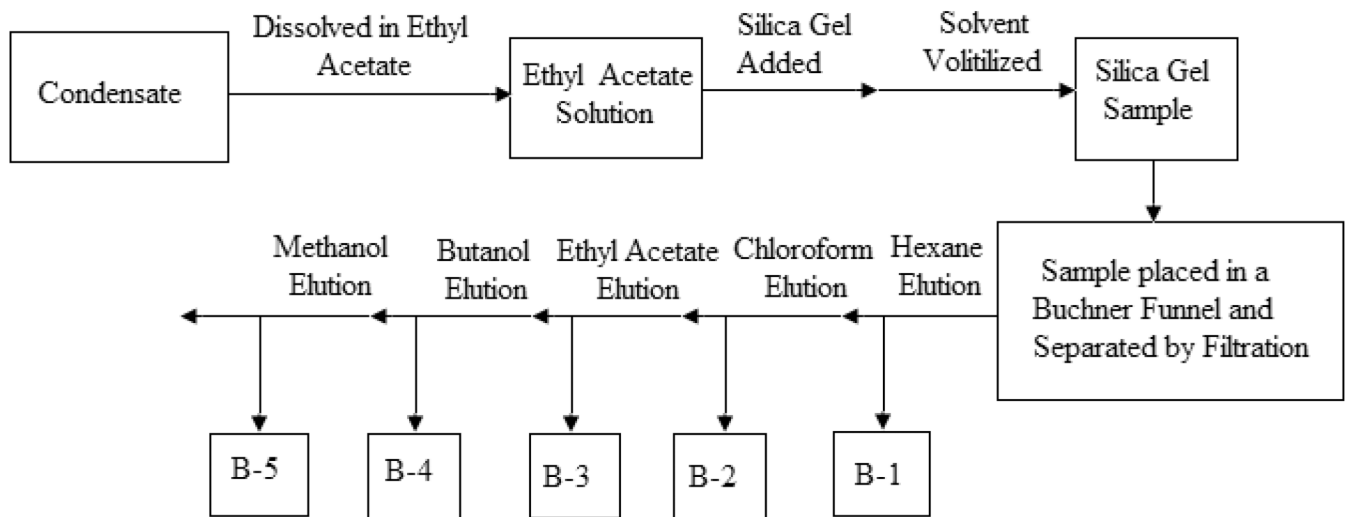 Condensate
Dissolved in Ethyl
Acetate
Ethyl Acetate
Solution
Silica Gel
Added
Solvent
Volitilized
Silica Gel
Sample
Sample placed in a
Buchner Funnel and
Separated by Filtration
Hexane
Elution
Chloroform
Elution
Ethyl Acetate
Elution
Butanol
Elution
Methanol
Elution
B-5
B-4
B-3
B-2
B-1